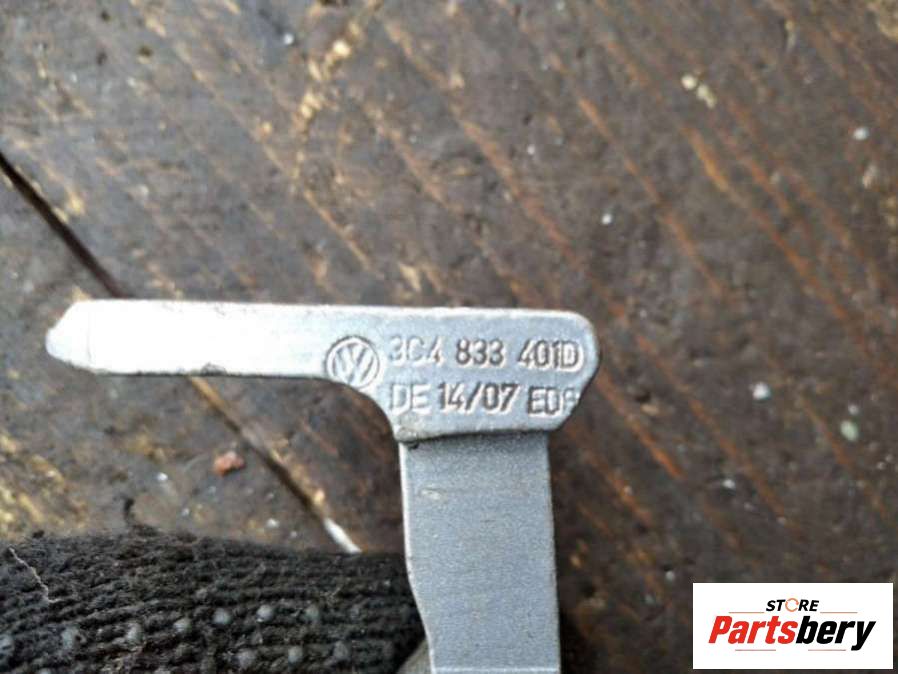 3C4 833 401D
DE 14/07
STORE
Partsbery